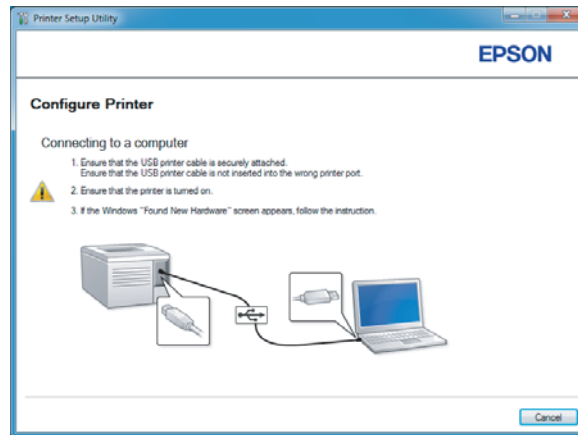 Printer Setup Utility
EPSON
Configure Printer
Connecting to a computer
1. Ensure that the USB printer cable is securely attached.
Ensure that the USB printer cable is not inserted into the wrong printer port.
2. Ensure that the printer is turned on.
3. If the Windows "Found New Hardware" screen appears, follow the instruction.
Cancel